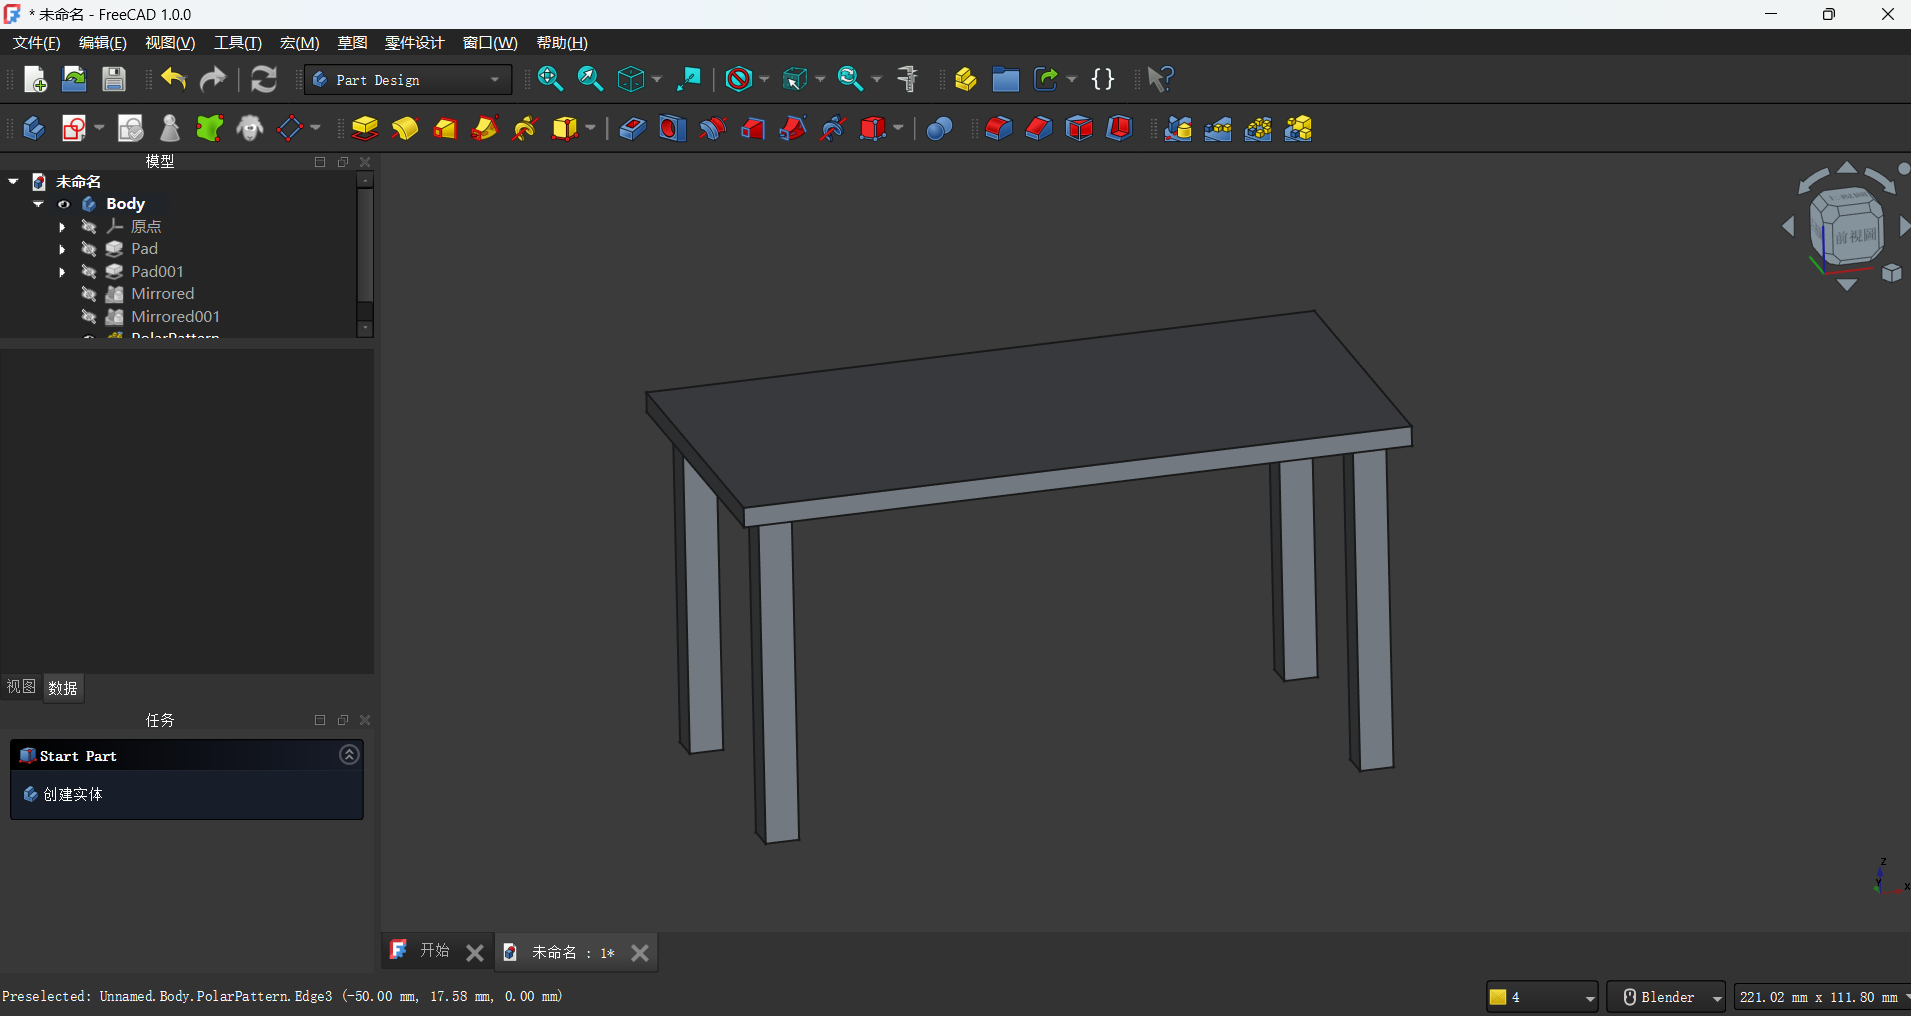 * 未命名 - FreeCAD 1.0.0
文件(F) 编辑(E) 视图(V) 工具(T) 宏(M) 草图 零件设计 窗口(W) 帮助(H)
Part Design
模型
未命名
Body
原点
Pad
Pad001
Mirrored
Mirrored001
PolarPattern
视图 数据
任务
Start Part
创建实体
前視圖
Z
Y
X
开始 未命名 : 1*
Preselected: Unnamed.Body.PolarPattern.Edge3 (-50.00 mm, 17.58 mm, 0.00 mm)
4 Blender 221.02 mm x 111.80 mm